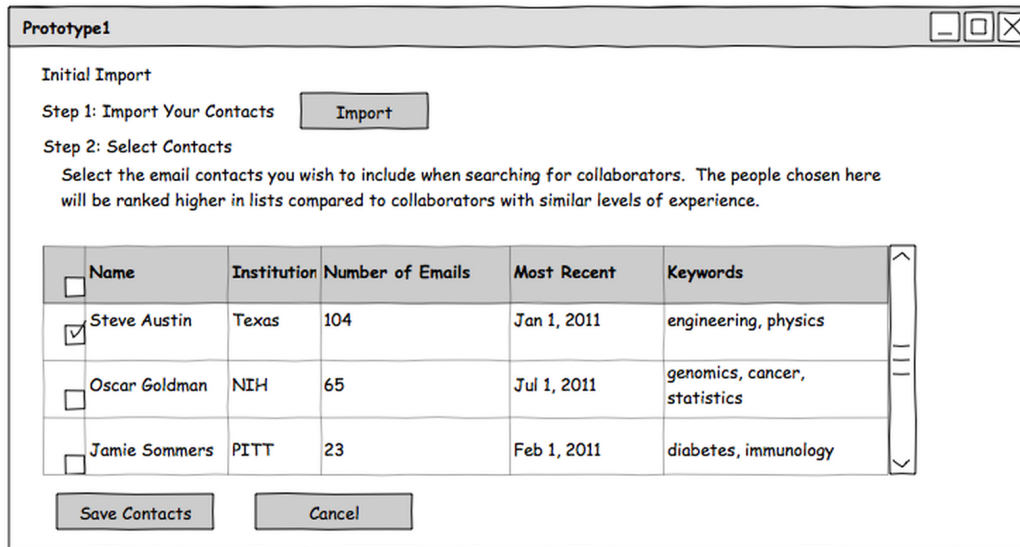 Prototype1
Initial Import
Step 1: Import Your Contacts Import
Step 2: Select Contacts
Select the email contacts you wish to include when searching for collaborators. The people chosen here
will be ranked higher in lists compared to collaborators with similar levels of experience.
Name Institution Number of Emails Most Recent Keywords
Steve Austin Texas 104 Jan 1, 2011 engineering, physics
Oscar Goldman NIH 65 Jul 1, 2011 genomics, cancer,
statistics
Jamie Sommers PITT 23 Feb 1, 2011 diabetes, immunology
Save Contacts Cancel